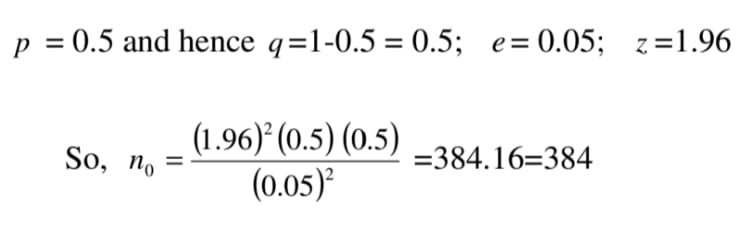 p = 0.5 and hence q=1-0.5 = 0.5; e= 0.05; z=1.96
So, n₀ = (1.96)² (0.5) (0.5) / (0.05)² =384.16=384